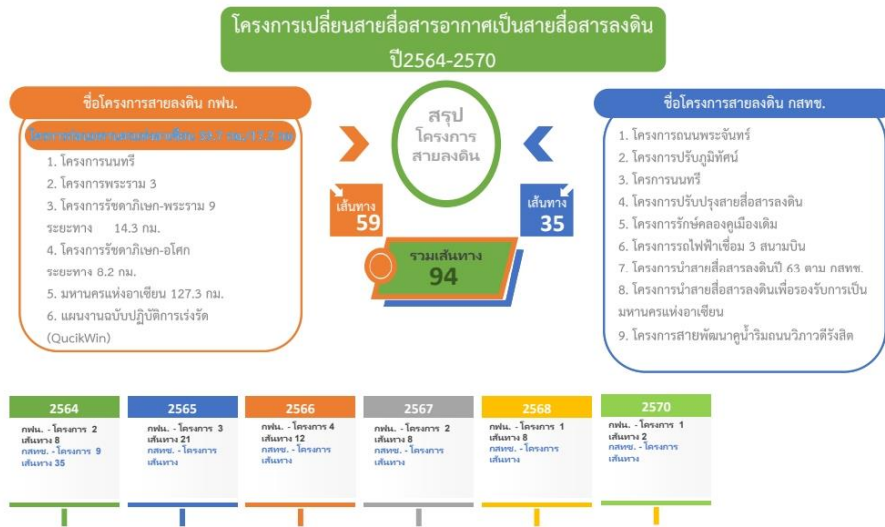 โครงการเปลี่ยนสายสื่อสารอากาศเป็นสายสื่อสารลงดิน
ปี2564-2570
ชื่อโครงการสายลงดิน กฟน.
1. โครงการนนทรี
2. โครงการพระราม 3
3. โครงการรัชดาภิเษก-พระราม 9
ระยะทาง 14.3 กม.
4. โครงการรัชดาภิเษก-อโศก
ระยะทาง 8.2 กม.
5. มหานครแห่งอาเซียน 127.3 กม.
6. แผนงานฉบับปฏิบัติการเร่งรัด
(QucikWin)
สรุป
โครงการ
สายลงดิน
เส้นทาง
59
เส้นทาง
35
รวมเส้นทาง
94
ชื่อโครงการสายลงดิน กสทช.
1. โครงการถนนพระจันทร์
2. โครงการปรับภูมิทัศน์
3. โครการนนทรี
4. โครงการปรับปรุงสายสื่อสารลงดิน
5. โครงการรักษ์คลองคูเมืองเดิม
6. โครงการรถไฟฟ้าเชื่อม 3 สนามบิน
7. โครงการนำสายสื่อสารลงดินปี 63 ตาม กสทช.
8. โครงการนำสายสื่อสารลงดินเพื่อรองรับการเป็น
มหานครแห่งอาเซียน
9. โครงการสายพัฒนาคูน้ำริมถนนวิภาวดีรังสิต
2564
กฟน. - โครงการ 2
เส้นทาง 8
กสทช. - โครงการ 9
เส้นทาง 35
2565
กฟน. - โครงการ 3
เส้นทาง 21
กสทช. - โครงการ
เส้นทาง
2566
กฟน. - โครงการ 4
เส้นทาง 12
กสทช. - โครงการ
เส้นทาง
2567
กฟน. - โครงการ 2
เส้นทาง 8
กสทช. - โครงการ
เส้นทาง
2568
กฟน. - โครงการ 1
เส้นทาง 8
กสทช. - โครงการ
เส้นทาง
2570
กฟน. - โครงการ 1
เส้นทาง 2
กสทช. - โครงการ
เส้นทาง